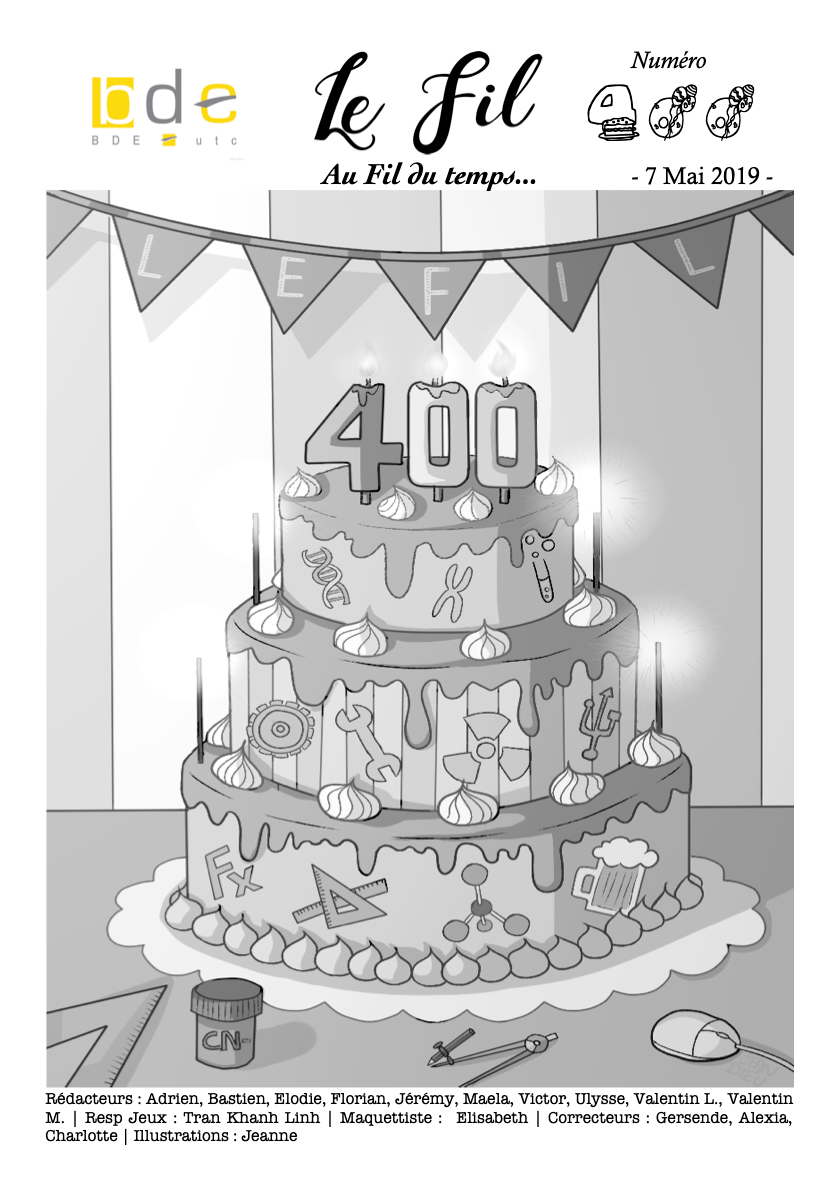 bde
BDE utc
Le Fil
Au Fil du temps...
Numéro
400
- 7 Mai 2019 -
L E F I L
400
Fx
CN-
Rédacteurs : Adrien, Bastien, Elodie, Florian, Jérémy, Maela, Victor, Ulysse, Valentin L., Valentin
M. | Resp Jeux : Tran Khanh Linh | Maquettiste : Elisabeth | Correcteurs : Gersende, Alexia,
Charlotte | Illustrations : Jeanne